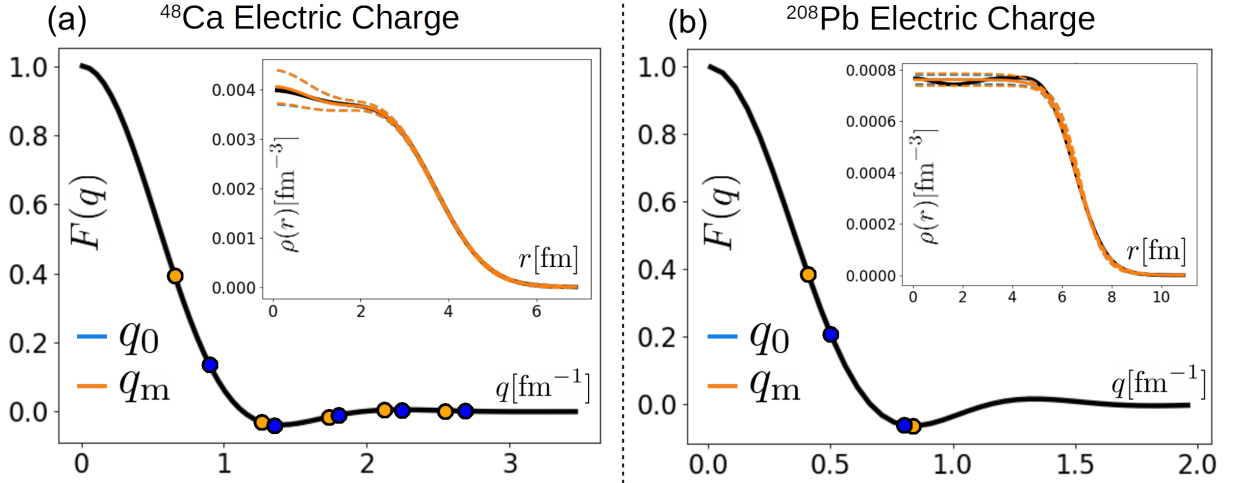 (a) ⁴⁸Ca Electric Charge
1.0
0.8
0.6
0.4
0.2
0.0
F(q)
0.004
0.003
0.002
0.001
0.000
ρ(r)[fm⁻³]
r[fm]
0 2 4 6
q₀
qₘ
q[fm⁻¹]
0 1 2 3
(b) ²⁰⁸Pb Electric Charge
1.0
0.8
0.6
0.4
0.2
0.0
F(q)
0.0008
0.0006
0.0004
0.0002
0.0000
ρ(r)[fm⁻³]
r[fm]
0 2 4 6 8 10
q₀
qₘ
q[fm⁻¹]
0.0 0.5 1.0 1.5 2.0